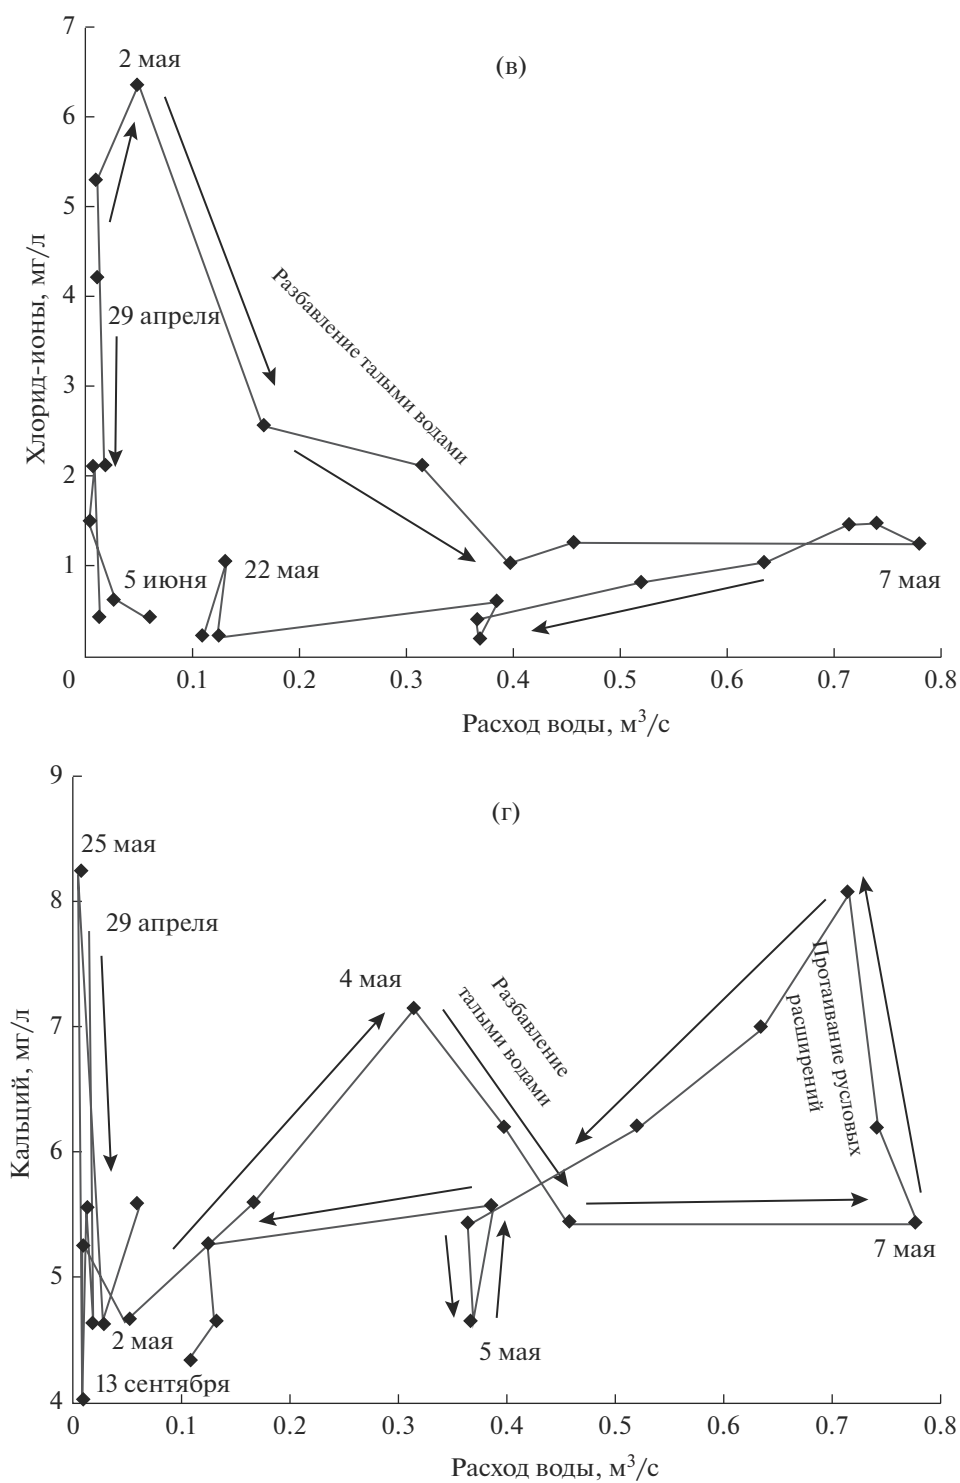 (в)
Хлорид-ионы, мг/л
7
6
5
4
3
2
1
0
0.1
0.2
0.3
0.4
0.5
0.6
0.7
0.8
2 мая
29 апреля
Разбавление талыми водами
5 июня
22 мая
7 мая
Расход воды, м³/с
(г)
Кальций, мг/л
9
8
7
6
5
4
0
0.1
0.2
0.3
0.4
0.5
0.6
0.7
0.8
25 мая
29 апреля
4 мая
Разбавление
талыми водами
Протаивание русловых
расширений
7 мая
2 мая
5 мая
13 сентября
Расход воды, м³/с